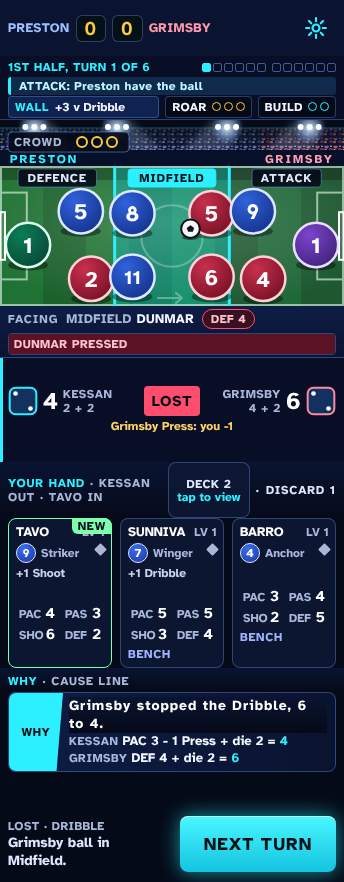 PRESTON 0 0 GRIMSBY
1ST HALF, TURN 1 OF 6
ATTACK: Preston have the ball
WALL +3 v Dribble ROAR BUILD
CROWD
PRESTON GRIMSBY
DEFENCE MIDFIELD ATTACK
5 8 5 9
1 1
2 11 6 4
FACING MIDFIELD DUNMAR DEF 4
DUNMAR PRESSED
4 KESSAN 2 + 2 LOST GRIMSBY 4 + 2 6
Grimsby Press: you -1
YOUR HAND · KESSAN OUT · TAVO IN
DECK 2
tap to view
· DISCARD 1
NEW
TAVO
9 Striker
+1 Shoot
PAC 4 PAS 3
SHO 6 DEF 2
SUNNIVA LV 1
7 Winger
+1 Dribble
PAC 5 PAS 5
SHO 3 DEF 4
BENCH
BARRO LV 1
4 Anchor
PAC 3 PAS 4
SHO 2 DEF 5
BENCH
WHY · CAUSE LINE
WHY
Grimsby stopped the Dribble, 6
to 4.
KESSAN PAC 3 - 1 Press + die 2 = 4
GRIMSBY DEF 4 + die 2 = 6
LOST · DRIBBLE
Grimsby ball in
Midfield.
NEXT TURN